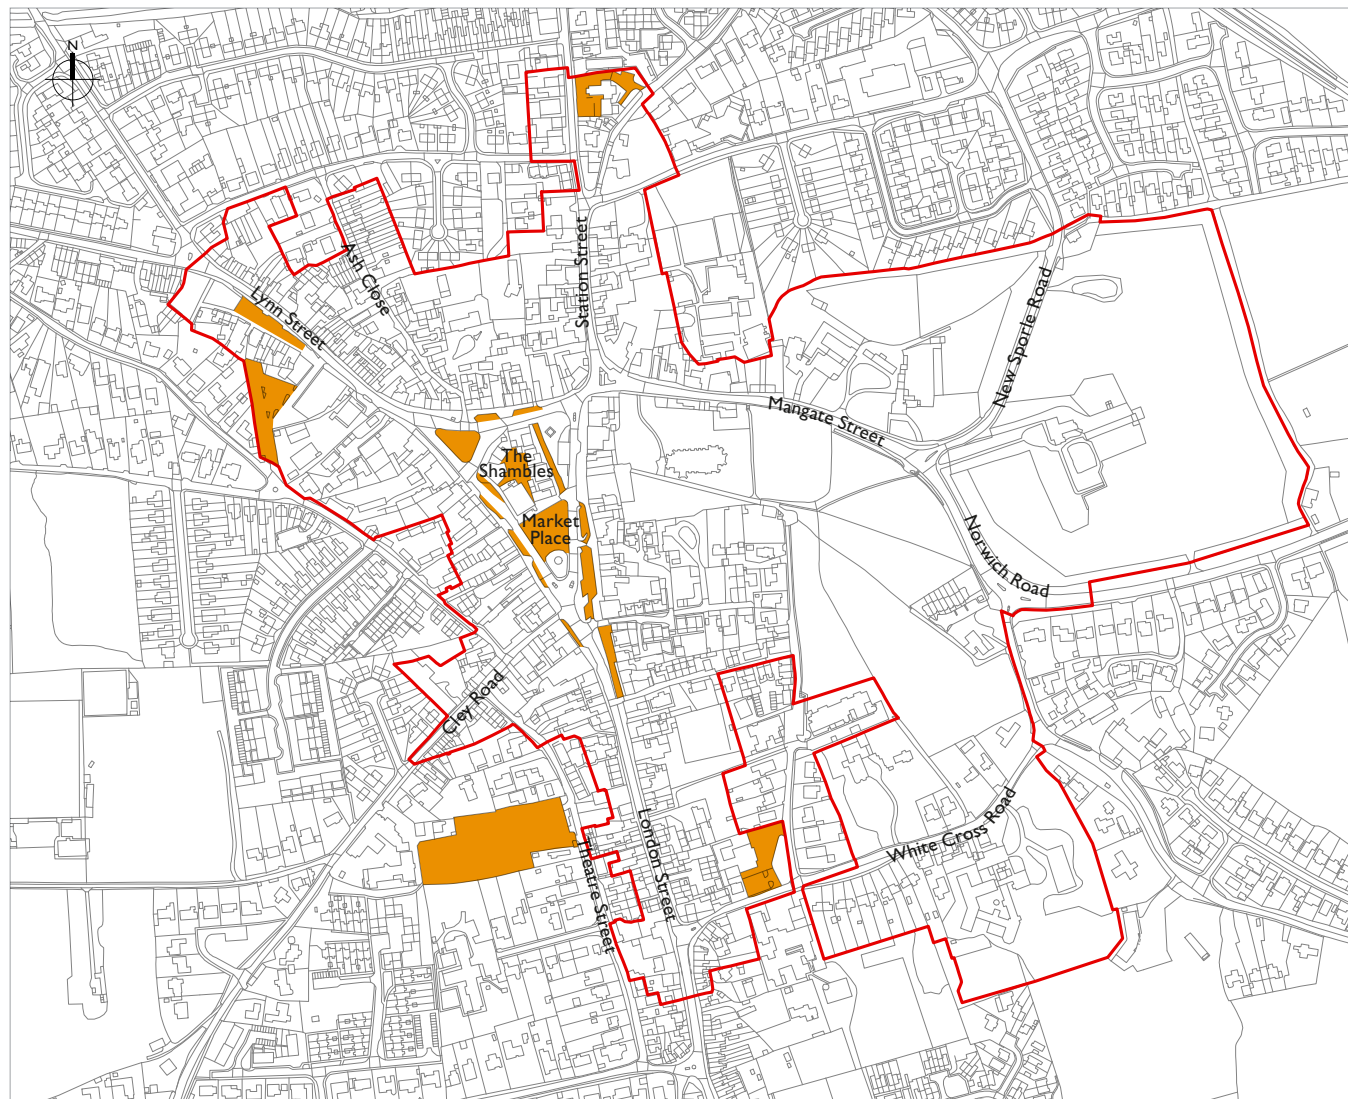 N
Station Street
Ash Close
Lynn Street
New Sporle Road
Mangate Street
The
Shambles
Market
Place
Norwich Road
Cley Road
London Street
White Cross Road
Theatre Street